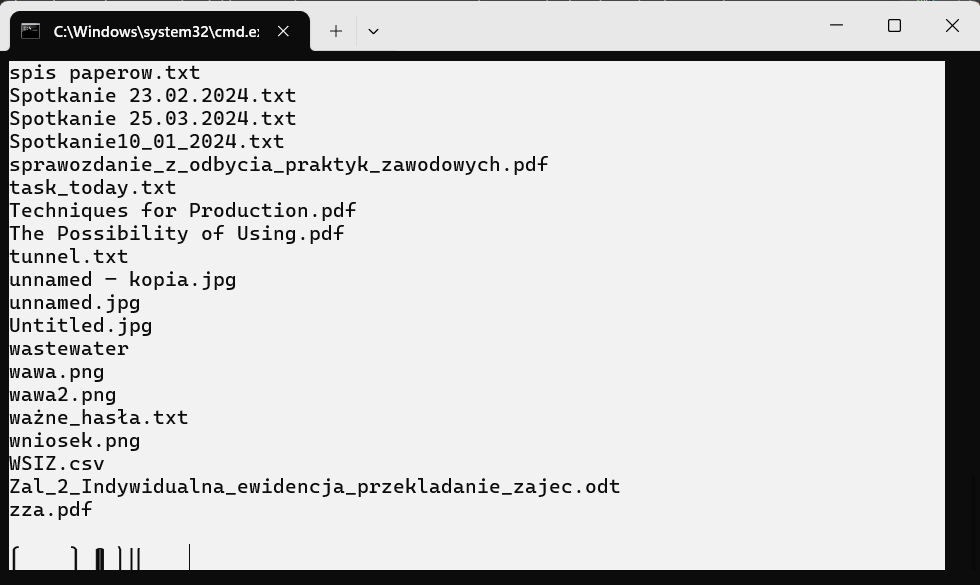 C:\Windows\system32\cmd.e
spis paperow.txt
Spotkanie 23.02.2024.txt
Spotkanie 25.03.2024.txt
Spotkanie10_01_2024.txt
sprawozdanie_z_odbycia_praktyk_zawodowych.pdf
task_today.txt
Techniques for Production.pdf
The Possibility of Using.pdf
tunnel.txt
unnamed — kopia.jpg
unnamed.jpg
Untitled.jpg
wastewater
wawa.png
wawa2.png
ważne_hasła.txt
wniosek.png
WSIZ.csv
Zal_2_Indywidualna_ewidencja_przekladanie_zajec.odt
zza.pdf